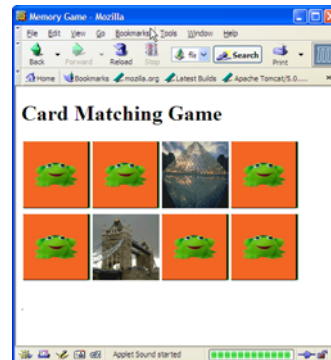 Memory Game - Mozilla
File Edit View Go Bookmarks Tools Window Help
Back Forward Reload Stop Search Print
Home Bookmarks mozilla.org Latest Builds Apache Tomcat/5.0....
Card Matching Game
Applet Sound started